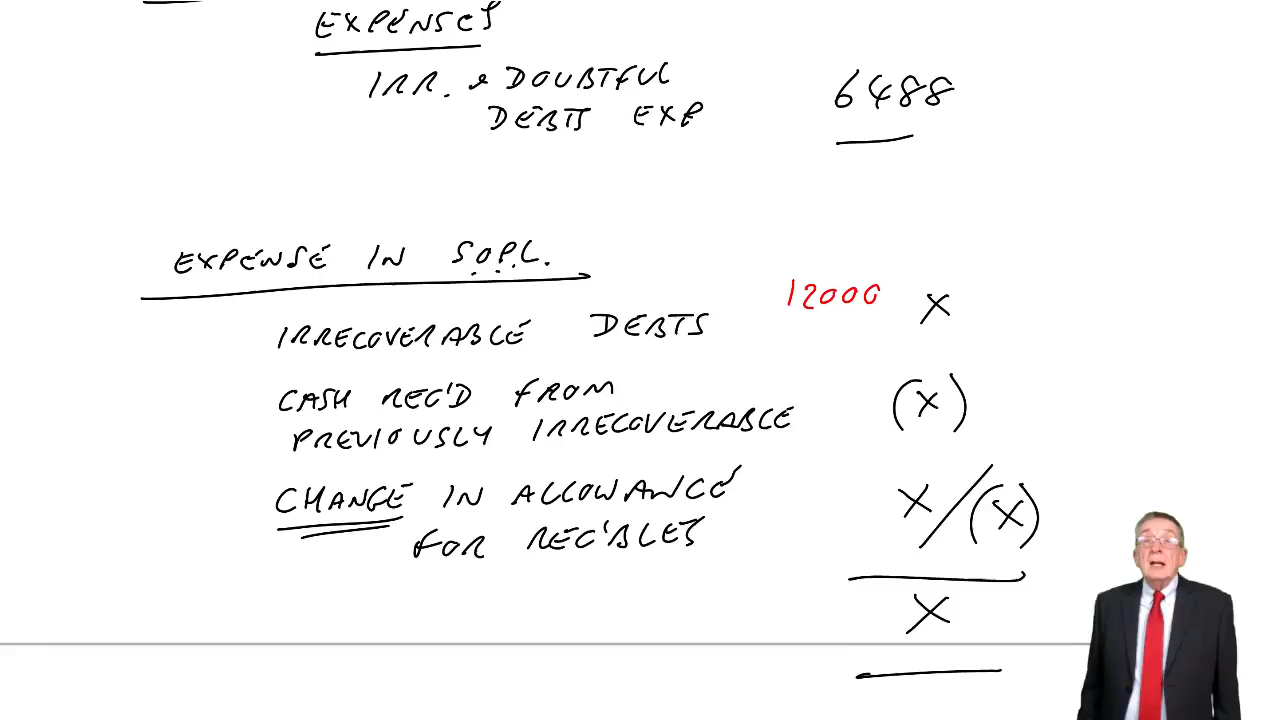 EXPENSES
IRR. & DOUBTFUL
DEBTS EXP 6488
EXPENSE IN S.O.P.L.
IRRECOVERABLE DEBTS 12000 X
CASH REC'D FROM
PREVIOUSLY IRRECOVERABLE (X)
CHANGE IN ALLOWANCE
FOR REC'BLES X/(X)
X